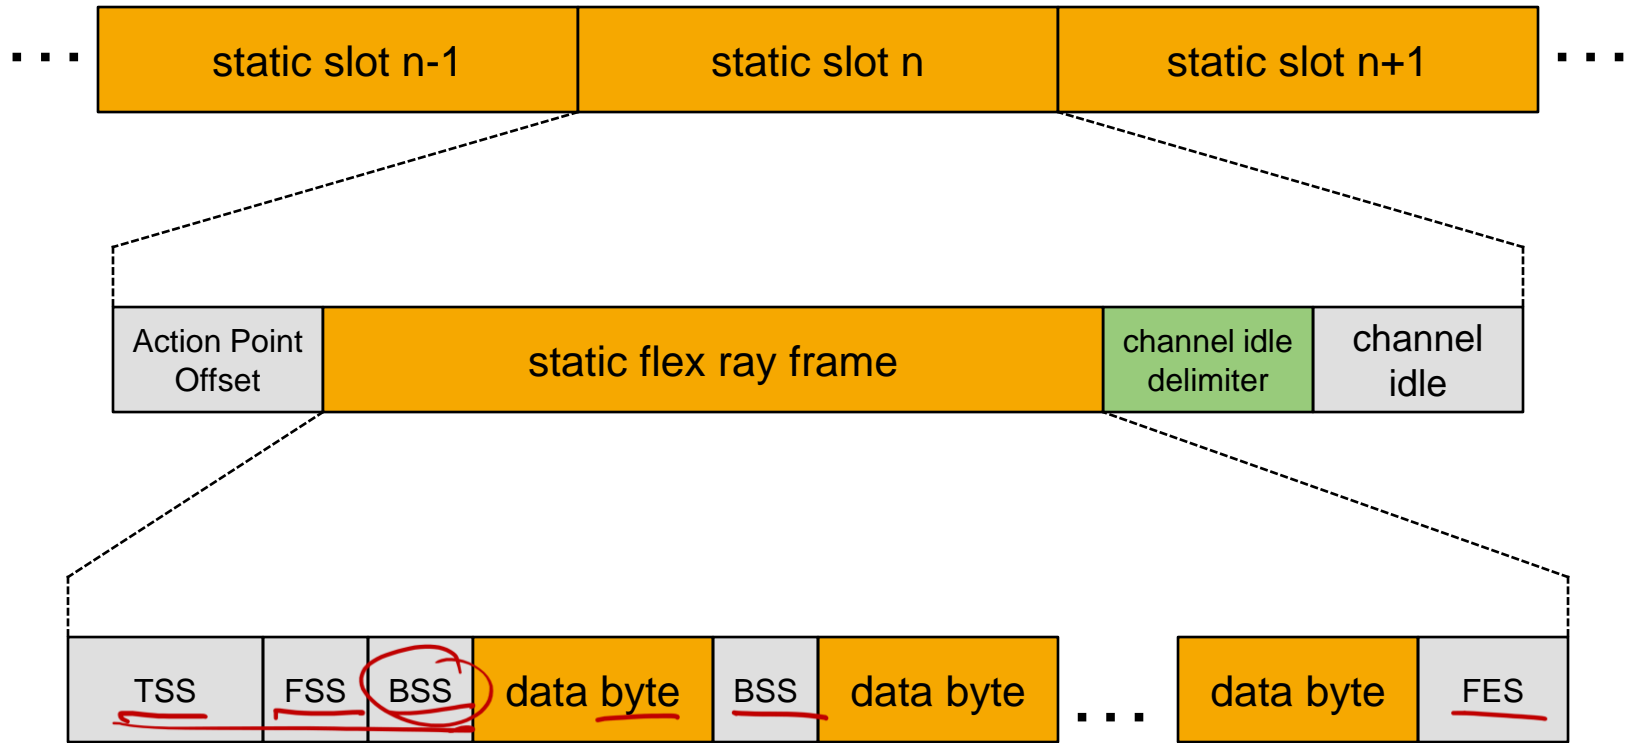 ... static slot n-1 static slot n static slot n+1 ...
Action Point
Offset
static flex ray frame
channel idle
delimiter
channel
idle
TSS FSS BSS data byte BSS data byte ... data byte FES